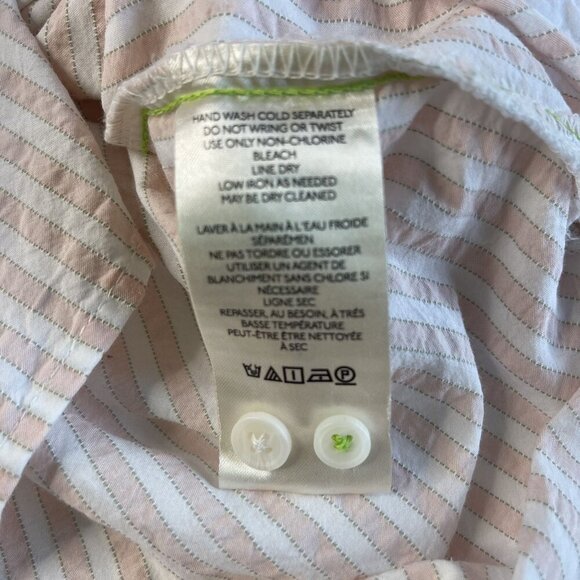 HAND WASH COLD SEPARATELY
DO NOT WRING OR TWIST
USE ONLY NON-CHLORINE
BLEACH
LINE DRY
LOW IRON AS NEEDED
MAY BE DRY CLEANED
LAVER À LA MAIN À L'EAU FROIDE
SÉPARÉMEN
NE PAS TORDRE OU ESSORER
UTILISER UN AGENT DE
BLANCHIMENT SANS CHLORE SI
NÉCESSAIRE
LIGNE SEC
REPASSER, AU BESOIN, À TRÈS
BASSE TEMPÉRATURE
PEUT-ÊTRE ÊTRE NETTOYÉE
À SEC